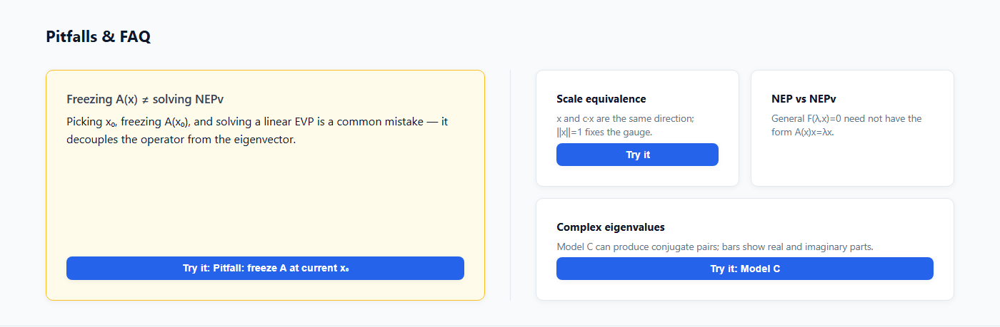 Pitfalls & FAQ
Freezing A(x) ≠ solving NEPv
Picking x₀, freezing A(x₀), and solving a linear EVP is a common mistake — it
decouples the operator from the eigenvector.
Try it: Pitfall: freeze A at current x₀
Scale equivalence
x and c·x are the same direction;
||x||=1 fixes the gauge.
Try it
NEP vs NEPv
General F(λ,x)=0 need not have the
form A(x)x=λx.
Complex eigenvalues
Model C can produce conjugate pairs; bars show real and imaginary parts.
Try it: Model C